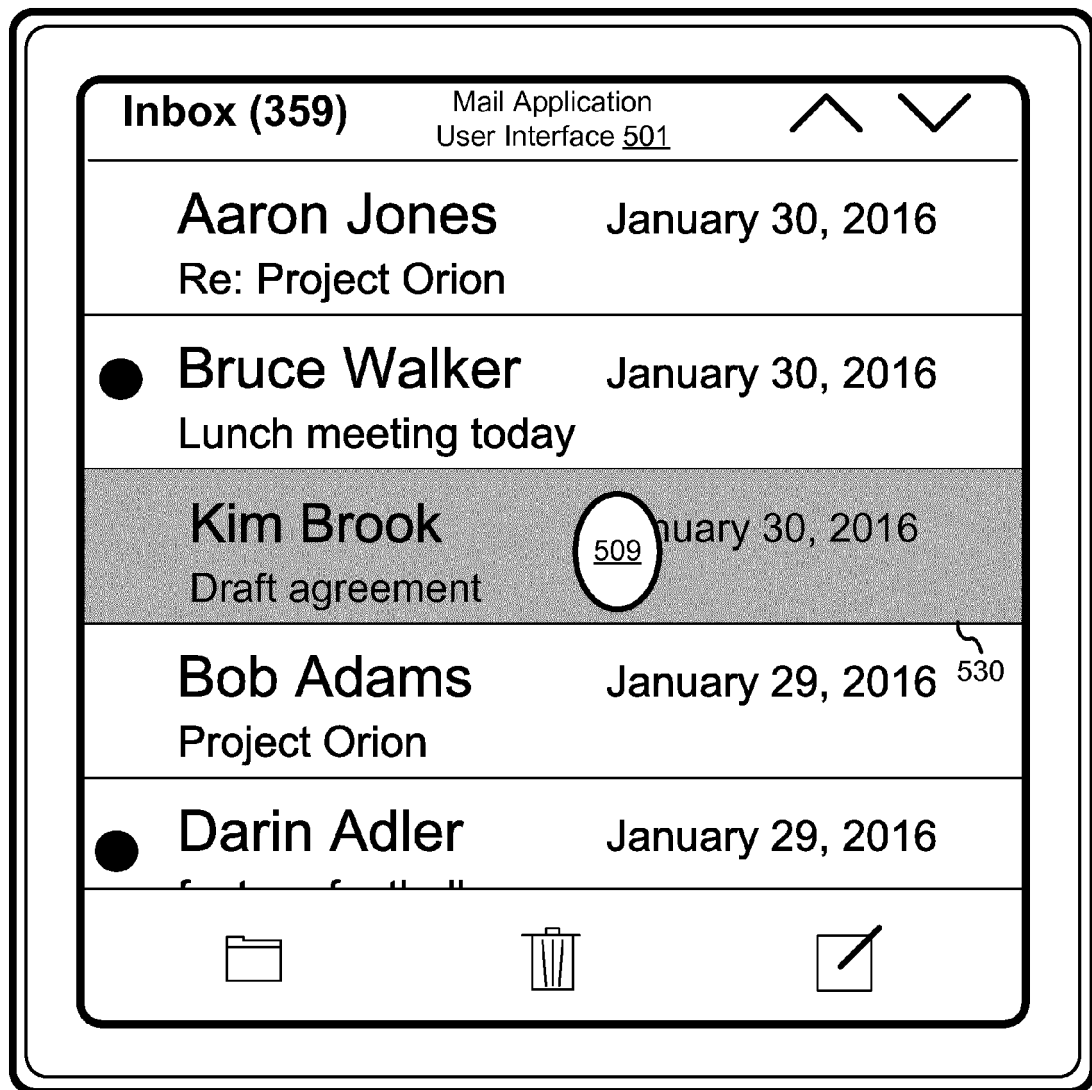 Inbox (359)
Mail Application
User Interface 501
Aaron Jones
January 30, 2016
Re: Project Orion
Bruce Walker
January 30, 2016
Lunch meeting today
Kim Brook
509
nuary 30, 2016
Draft agreement
530
Bob Adams
January 29, 2016
Project Orion
Darin Adler
January 29, 2016